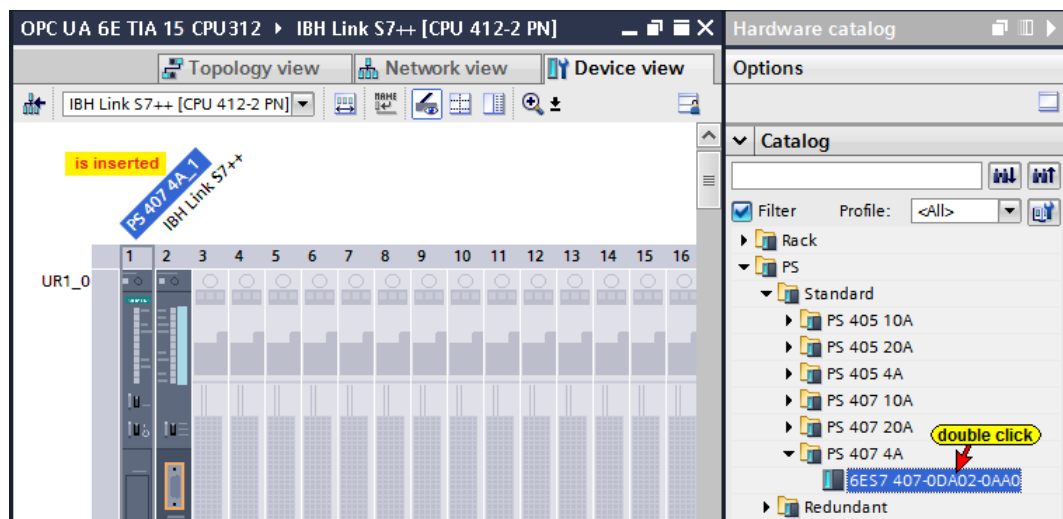 OPC UA 6E TIA 15 CPU312 ▸ IBH Link S7++ [CPU 412-2 PN]
Hardware catalog
Topology view
Network view
Device view
Options
IBH Link S7++ [CPU 412-2 PN]
NAME
Catalog
is inserted
PS 407 4A_1
IBH Link S7++
Filter
Profile:
<All>
Rack
PS
1 2 3 4 5 6 7 8 9 10 11 12 13 14 15 16
UR1_0
Standard
PS 405 10A
PS 405 20A
PS 405 4A
PS 407 10A
PS 407 20A
double click
PS 407 4A
6ES7 407-0DA02-0AA0
Redundant